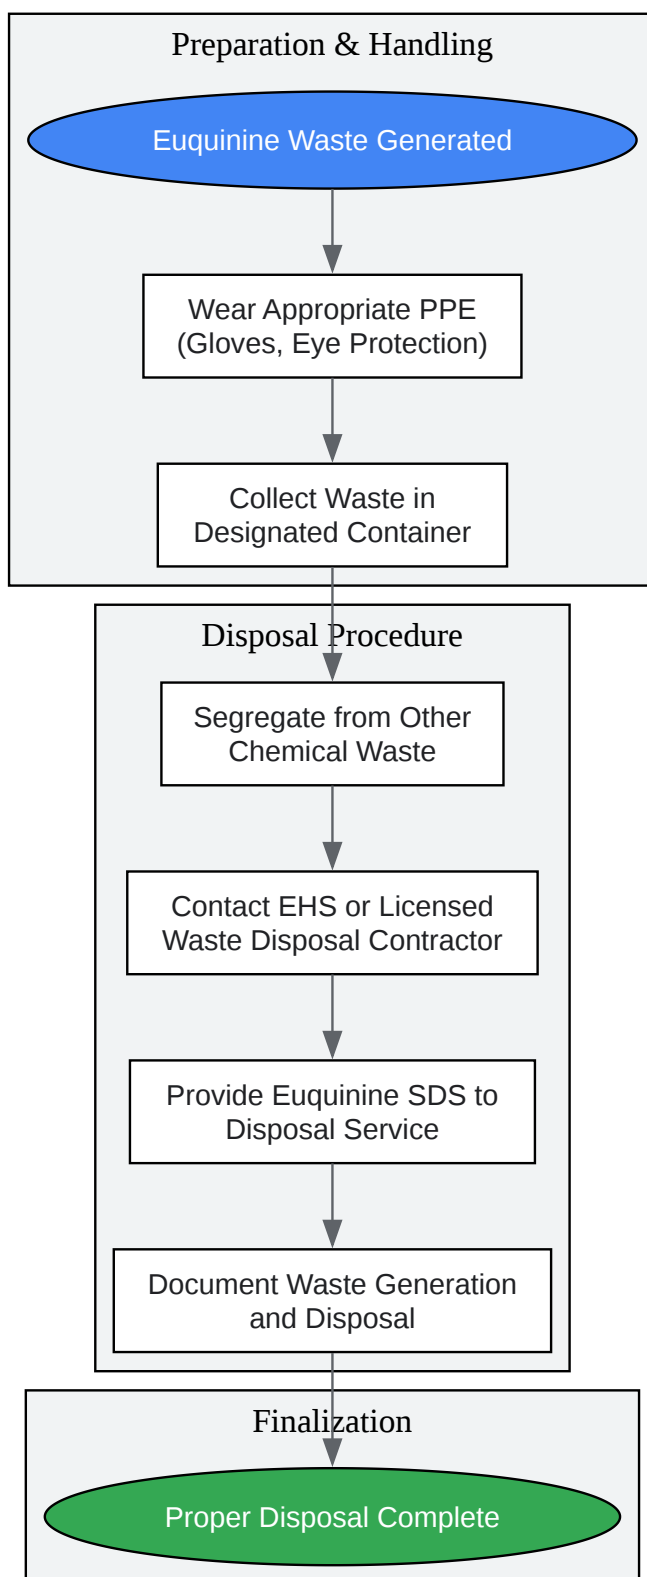 Preparation & Handling
Euquinine Waste Generated
Wear Appropriate PPE
(Gloves, Eye Protection)
Collect Waste in
Designated Container
Disposal Procedure
Segregate from Other
Chemical Waste
Contact EHS or Licensed
Waste Disposal Contractor
Provide Euquinine SDS to
Disposal Service
Document Waste Generation
and Disposal
Finalization
Proper Disposal Complete